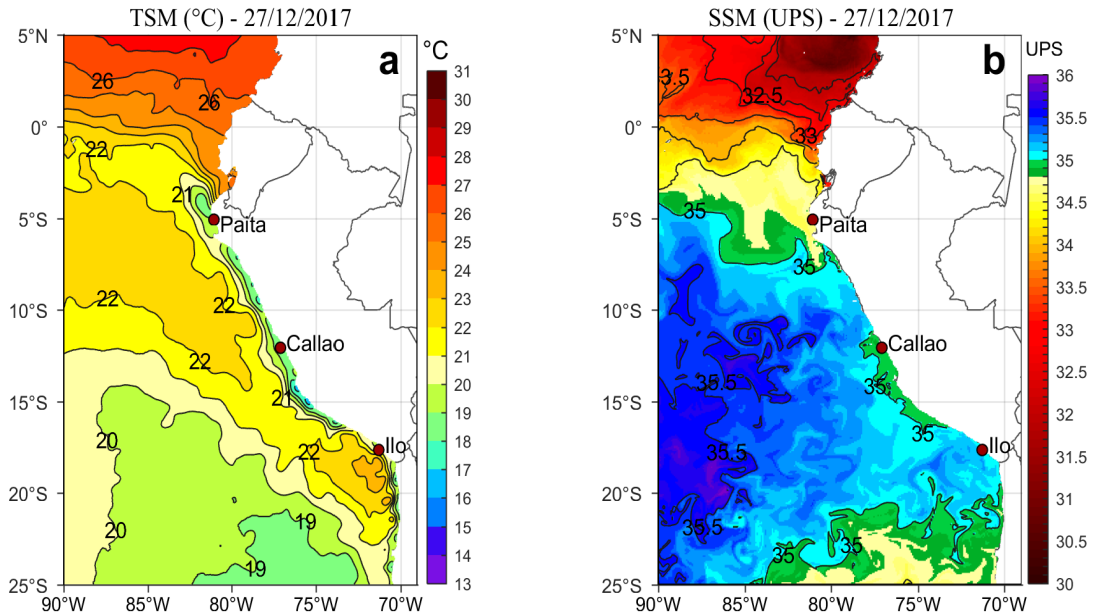 TSM (°C) - 27/12/2017
5°N
0°
5°S
10°S
15°S
20°S
25°S
90°W
85°W
80°W
75°W
70°W
a
26
26
22
21
22
22
22
21
22
20
20
19
19
Paita
Callao
Ilo
°C
31
30
29
28
27
26
25
24
23
22
21
20
19
18
17
16
15
14
13
SSM (UPS) - 27/12/2017
5°N
0°
5°S
10°S
15°S
20°S
25°S
90°W
85°W
80°W
75°W
70°W
b
3.5
32.5
33
35
35
35.5
35
35
35.5
35.5
35
35
Paita
Callao
Ilo
UPS
36
35.5
35
34.5
34
33.5
33
32.5
32
31.5
31
30.5
30